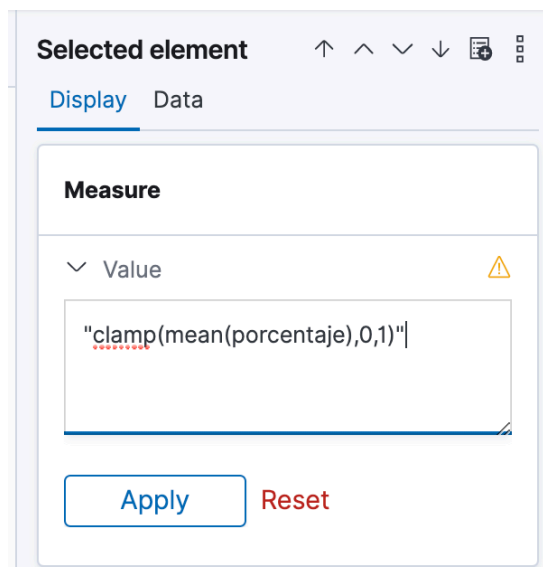 Selected element
Display Data
Measure
Value
"clamp(mean(porcentaje),0,1)"
Apply Reset